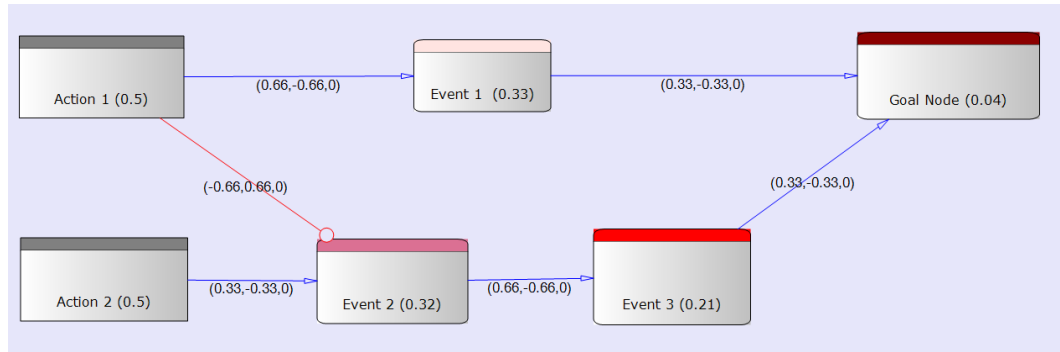 Action 1 (0.5)
(0.66,-0.66,0)
Event 1 (0.33)
(0.33,-0.33,0)
Goal Node (0.04)
(-0.66,0.66,0)
(0.33,-0.33,0)
Action 2 (0.5)
(0.33,-0.33,0)
Event 2 (0.32)
(0.66,-0.66,0)
Event 3 (0.21)